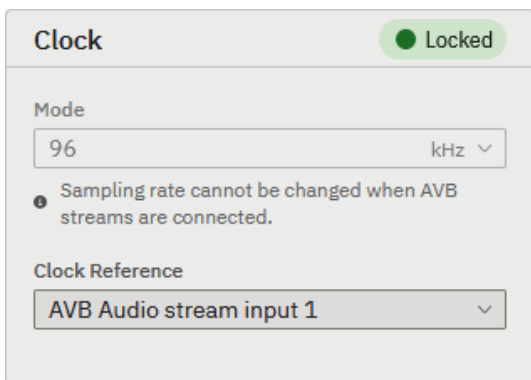 Clock
Locked
Mode
96
kHz
Sampling rate cannot be changed when AVB
streams are connected.
Clock Reference
AVB Audio stream input 1